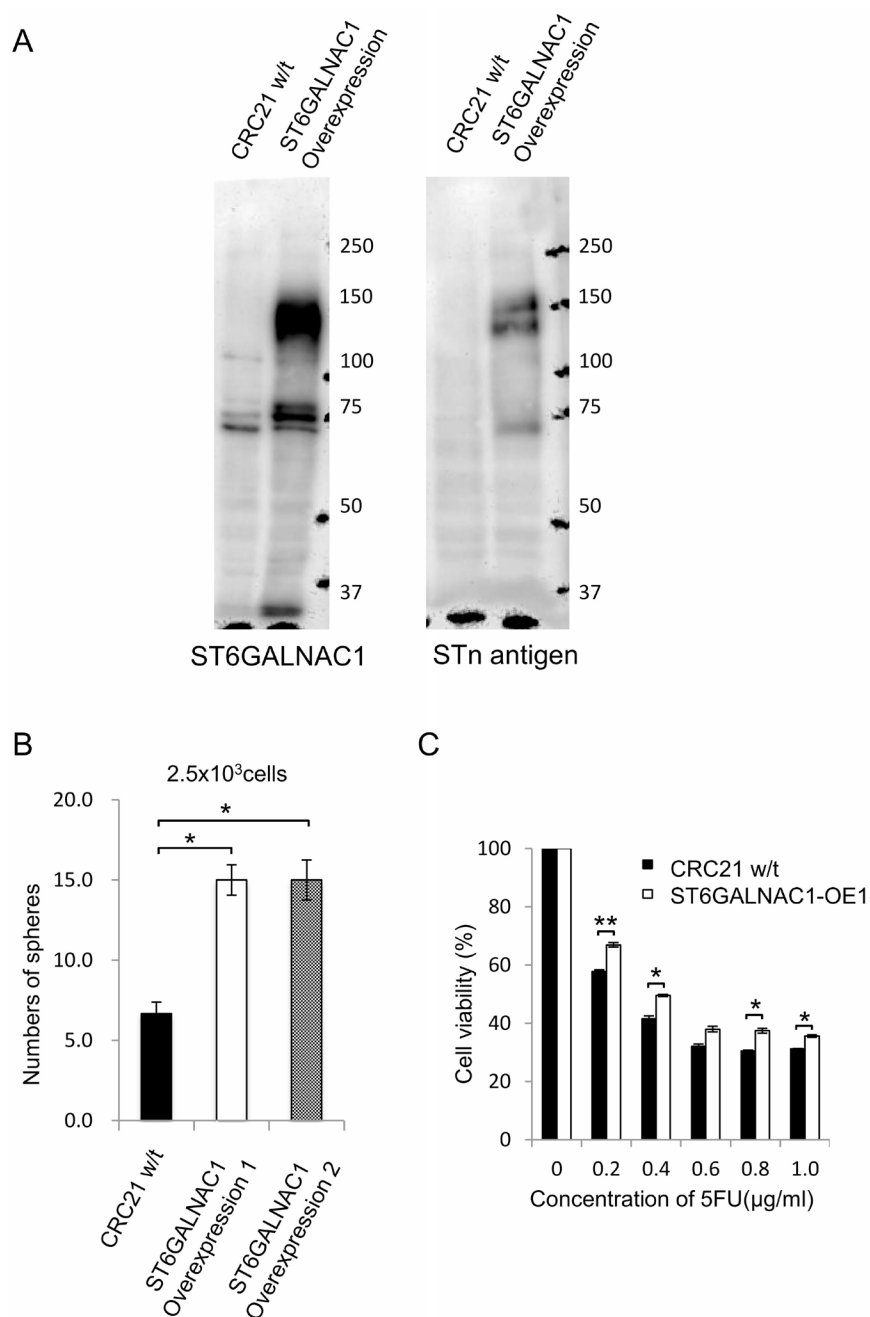 A
CRC21 w/t
ST6GALNAC1
Overexpression
CRC21 w/t
ST6GALNAC1
Overexpression
250
150
100
75
50
37
250
150
100
75
50
37
ST6GALNAC1
STn antigen
B
2.5x10³cells
Numbers of spheres
20.0
15.0
10.0
5.0
0.0
*
*
CRC21 w/t
ST6GALNAC1
Overexpression 1
ST6GALNAC1
Overexpression 2
C
Cell viability (%)
100
80
60
40
20
0
CRC21 w/t
ST6GALNAC1-OE1
**
*
*
*
0 0.2 0.4 0.6 0.8 1.0
Concentration of 5FU(µg/ml)